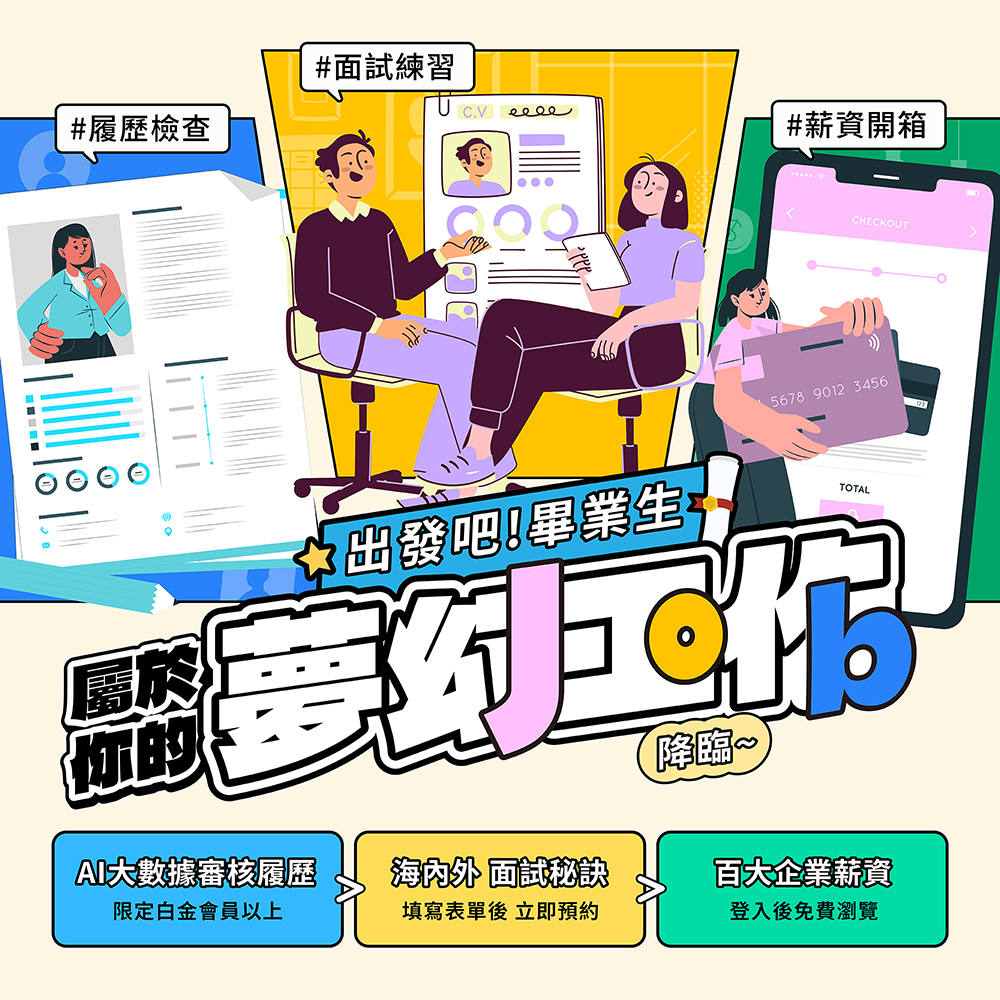 #面試練習
#履歷檢查
#薪資開箱
C.V
CHECKOUT
5678 9012 3456
123
TOTAL
出發吧!畢業生
屬於
你的
夢幻工作
Job
降臨~
AI大數據審核履歷
限定白金會員以上
海內外 面試秘訣
填寫表單後 立即預約
百大企業薪資
登入後免費瀏覽